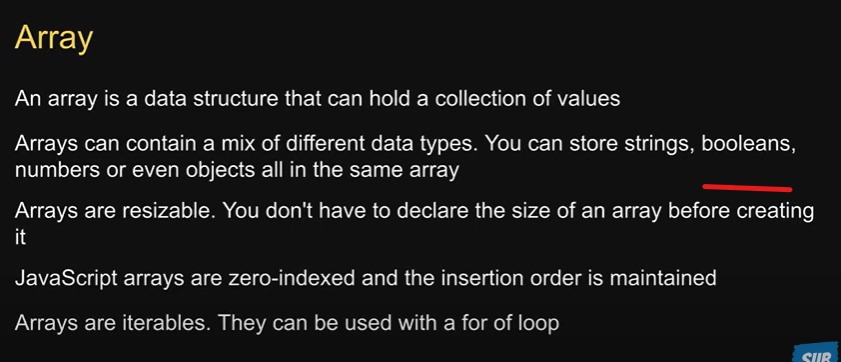 Array
An array is a data structure that can hold a collection of values
Arrays can contain a mix of different data types. You can store strings, booleans,
numbers or even objects all in the same array
Arrays are resizable. You don't have to declare the size of an array before creating
it
JavaScript arrays are zero-indexed and the insertion order is maintained
Arrays are iterables. They can be used with a for of loop
SUB